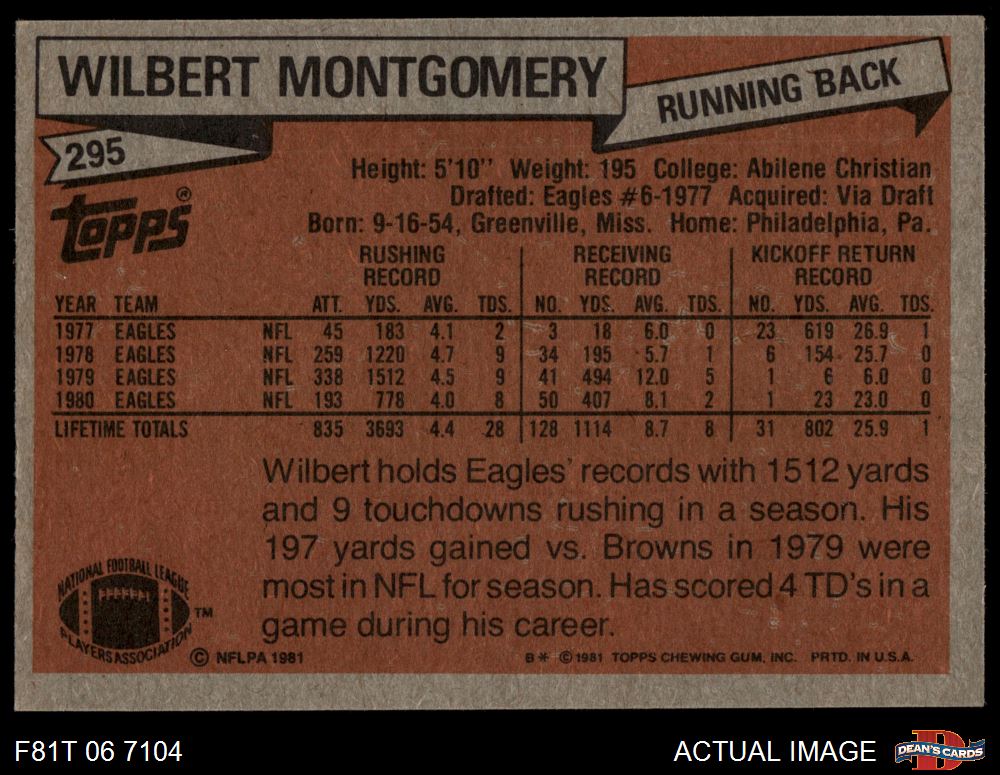 WILBERT MONTGOMERY
RUNNING BACK
295
Topps ®
Height: 5'10" Weight: 195 College: Abilene Christian
Drafted: Eagles #6-1977 Acquired: Via Draft
Born: 9-16-54, Greenville, Miss. Home: Philadelphia, Pa.
RUSHING RECORD RECEIVING RECORD KICKOFF RETURN RECORD
YEAR TEAM ATT. YDS. AVG. TDS. NO. YDS. AVG. TDS. NO. YDS. AVG. TDS.
1977 EAGLES NFL 45 183 4.1 2 3 18 6.0 0 23 619 26.9 1
1978 EAGLES NFL 259 1220 4.7 9 34 195 5.7 1 6 154 25.7 0
1979 EAGLES NFL 338 1512 4.5 9 41 494 12.0 5 1 6 6.0 0
1980 EAGLES NFL 193 778 4.0 8 50 407 8.1 2 1 23 23.0 0
LIFETIME TOTALS 835 3693 4.4 28 128 1114 8.7 8 31 802 25.9 1
Wilbert holds Eagles' records with 1512 yards
and 9 touchdowns rushing in a season. His
197 yards gained vs. Browns in 1979 were
most in NFL for season. Has scored 4 TD's in a
game during his career.
NATIONAL FOOTBALL LEAGUE
PLAYERS ASSOCIATION
™
© NFLPA 1981
B* © 1981 TOPPS CHEWING GUM, INC. PRTD. IN U.S.A.
F81T 06 7104
ACTUAL IMAGE
D
DEAN'S CARDS